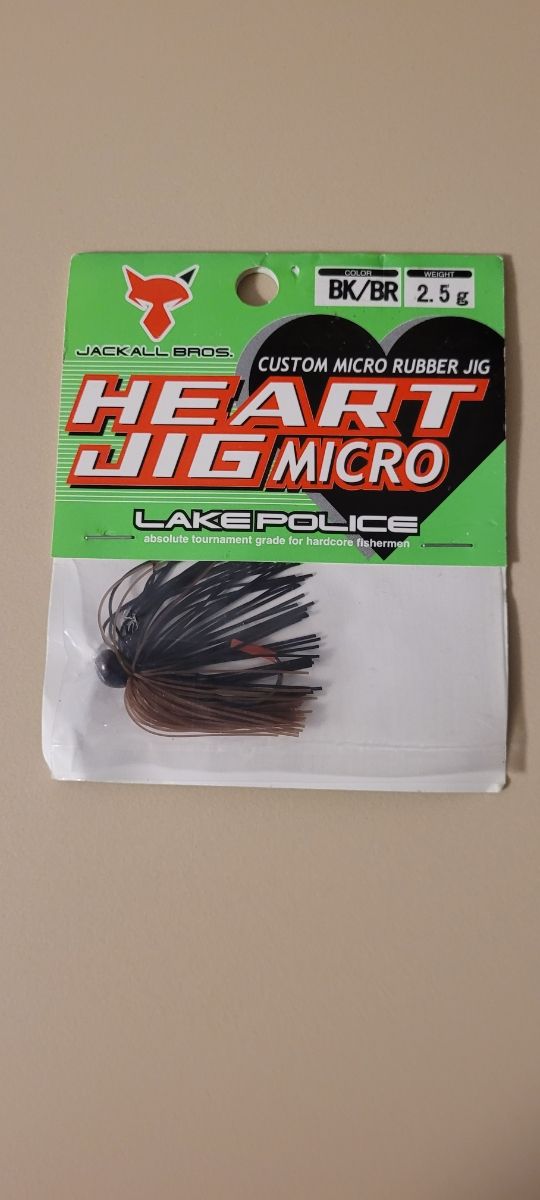 COLOR
BK/BR
WEIGHT
2.5g
JACKALL BROS.
CUSTOM MICRO RUBBER JIG
HEART
JIG MICRO
LAKE POLICE
absolute tournament grade for hardcore fishermen